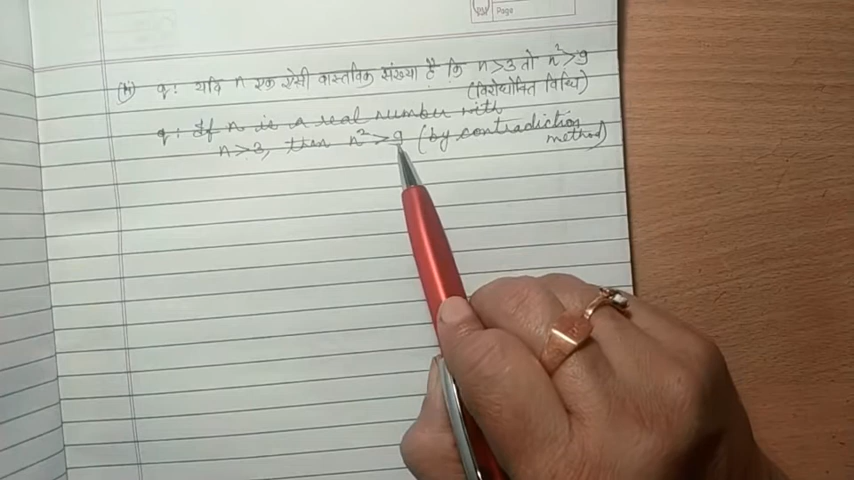 Page
(ii) q: यदि n एक ऐसी वास्तविक संख्या है कि n>3 तो n²>9
(विरोधोक्ति विधि)
q: If n is a real number with
n>3, then n²>9 (by contradiction
method)